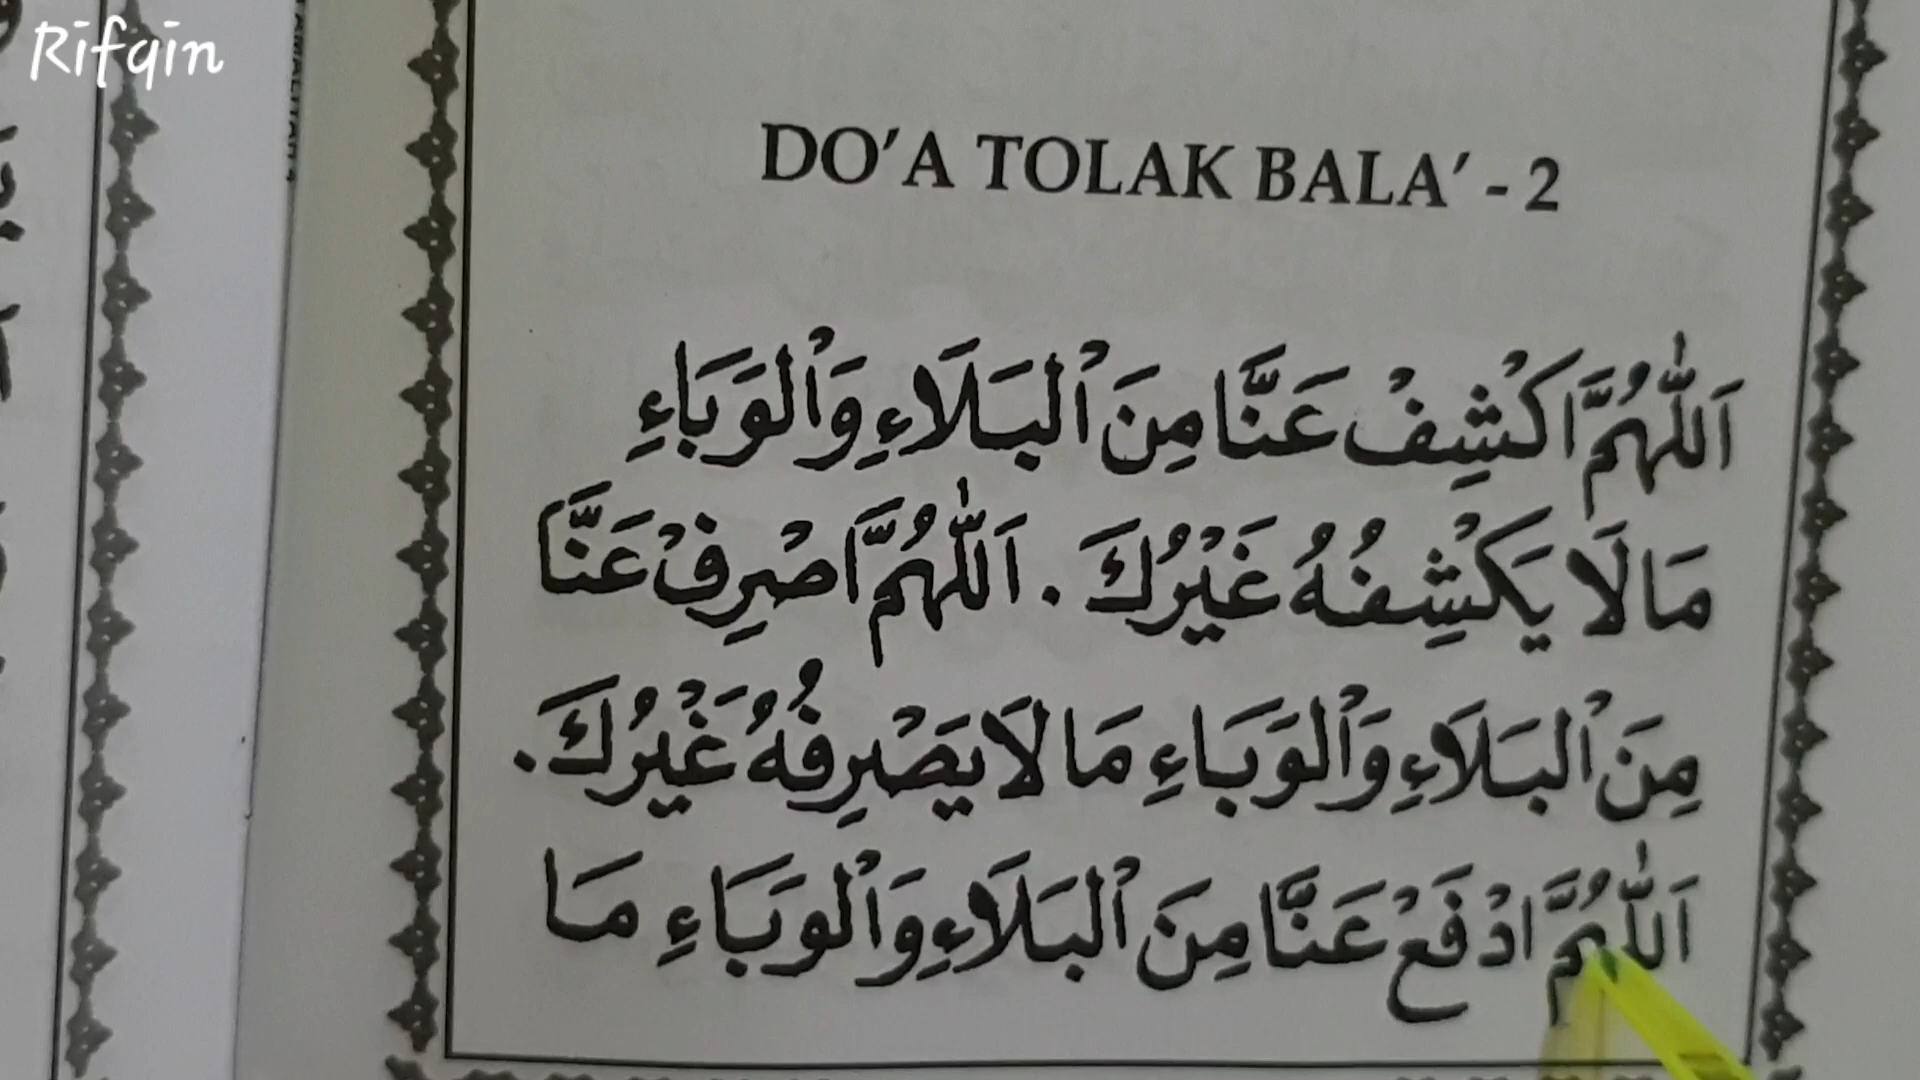 Rifqin
DO'A TOLAK BALA' - 2
اَللّٰهُمَّ اكْشِفْ عَنَّا مِنَ الْبَلَاءِ وَالْوَبَاءِ
مَا لَا يَكْشِفُهُ غَيْرُكَ . اَللّٰهُمَّ اصْرِفْ عَنَّا
مِنَ الْبَلَاءِ وَالْوَبَاءِ مَا لَا يَصْرِفُهُ غَيْرُكَ .
اَللّٰهُمَّ ادْفَعْ عَنَّا مِنَ الْبَلَاءِ وَالْوَبَاءِ مَا